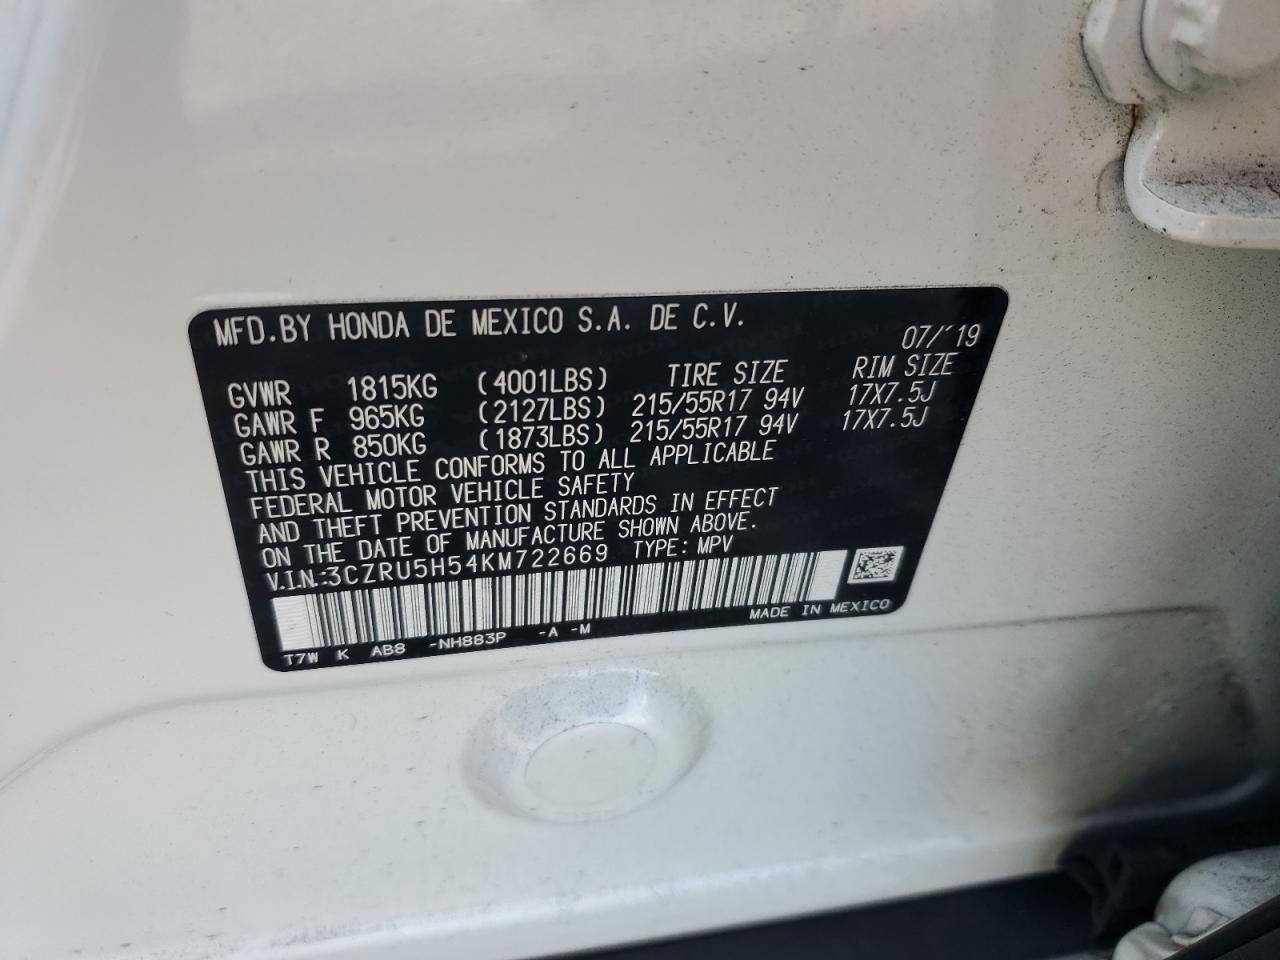 MFD.BY HONDA DE MEXICO S.A. DE C.V.
07/'19
GVWR 1815KG (4001LBS) TIRE SIZE RIM SIZE
GAWR F 965KG (2127LBS) 215/55R17 94V 17X7.5J
GAWR R 850KG (1873LBS) 215/55R17 94V 17X7.5J
THIS VEHICLE CONFORMS TO ALL APPLICABLE
FEDERAL MOTOR VEHICLE SAFETY
AND THEFT PREVENTION STANDARDS IN EFFECT
ON THE DATE OF MANUFACTURE SHOWN ABOVE.
V.I.N.:3CZRU5H54KM722669 TYPE: MPV
MADE IN MEXICO
T7W K AB8 -NH883P -A -M